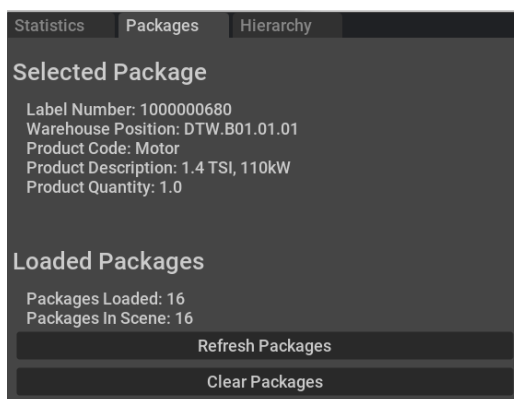 Statistics Packages Hierarchy
Selected Package
Label Number: 1000000680
Warehouse Position: DTW.B01.01.01
Product Code: Motor
Product Description: 1.4 TSI, 110kW
Product Quantity: 1.0
Loaded Packages
Packages Loaded: 16
Packages In Scene: 16
Refresh Packages
Clear Packages